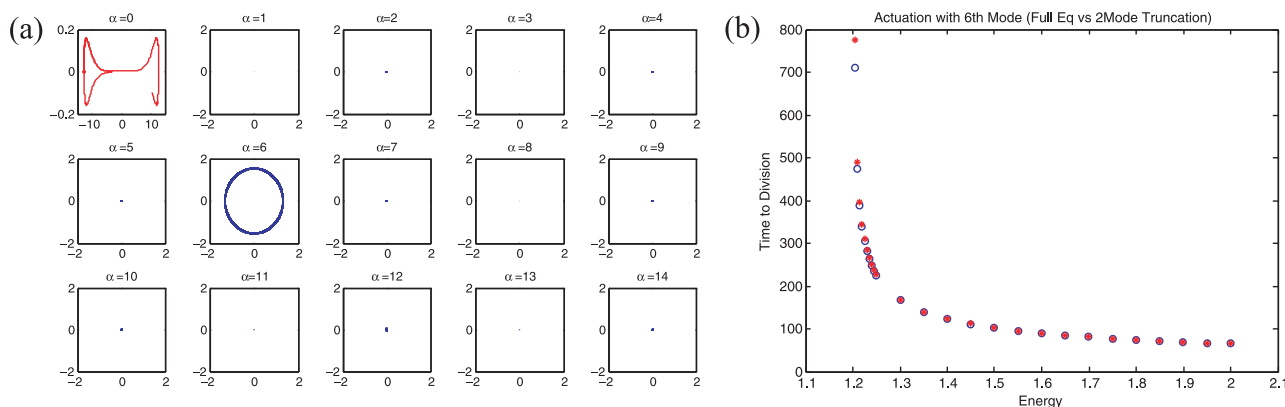 (a)
α=0 α=1 α=2 α=3 α=4
0.2 2 2 2 2
0 0 0 0 0
−0.2 −2 −2 −2 −2
−10 0 10 −2 0 2 −2 0 2 −2 0 2 −2 0 2
α=5 α=6 α=7 α=8 α=9
2 2 2 2 2
0 0 0 0 0
−2 −2 −2 −2 −2
−2 0 2 −2 0 2 −2 0 2 −2 0 2 −2 0 2
α=10 α=11 α=12 α=13 α=14
2 2 2 2 2
0 0 0 0 0
−2 −2 −2 −2 −2
−2 0 2 −2 0 2 −2 0 2 −2 0 2 −2 0 2
(b)
Actuation with 6th Mode (Full Eq vs 2Mode Truncation)
800
700
600
500
400
300
200
100
0
Time to Division
1.1 1.2 1.3 1.4 1.5 1.6 1.7 1.8 1.9 2 2.1
Energy